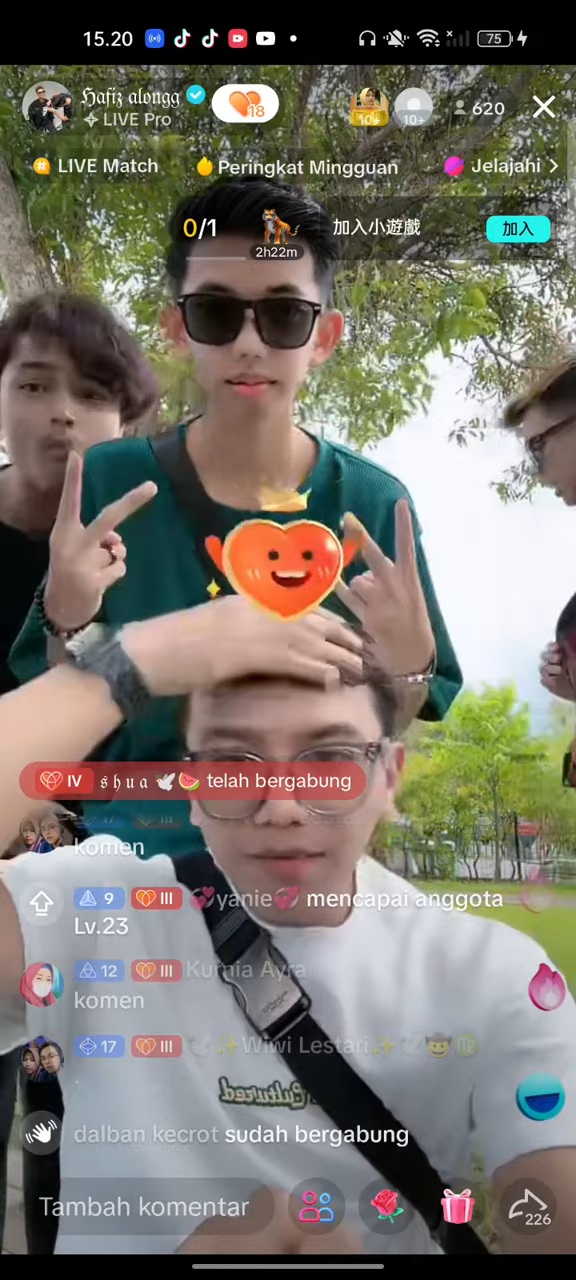 15.20
75
ℌ𝔞𝔣𝔦𝔷 𝔞𝔩𝔬𝔫𝔤𝔤
LIVE Pro
18
10+
10+
620
LIVE Match
Peringkat Mingguan
Jelajahi
0/1
2h22m
加入小遊戲
加入
IV 𝔰𝔥𝔲𝔞 🕊️🍉 telah bergabung
komen
9 III 💞yanie💞 mencapai anggota
Lv.23
12 III Kurnia Ayra
komen
17 III 🕊✨Wiwi Lestari✨🕊🤠♍
.
Cultured
dalban kecrot sudah bergabung
Tambah komentar
226